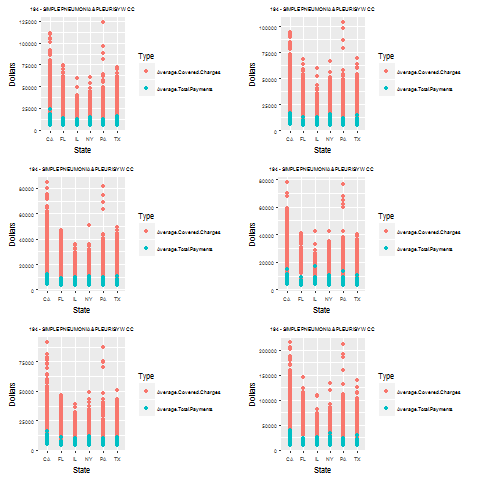 194 - SIMPLE PNEUMONIA & PLEURISY W CC
125000
100000
75000
50000
25000
0
Dollars
CA FL IL NY PA TX
State
Type
Average.Covered.Charges
Average.Total.Payments
194 - SIMPLE PNEUMONIA & PLEURISY W CC
100000
75000
50000
25000
0
Dollars
CA FL IL NY PA TX
State
Type
Average.Covered.Charges
Average.Total.Payments
194 - SIMPLE PNEUMONIA & PLEURISY W CC
80000
60000
40000
20000
0
Dollars
CA FL IL NY PA TX
State
Type
Average.Covered.Charges
Average.Total.Payments
194 - SIMPLE PNEUMONIA & PLEURISY W CC
80000
60000
40000
20000
0
Dollars
CA FL IL NY PA TX
State
Type
Average.Covered.Charges
Average.Total.Payments
194 - SIMPLE PNEUMONIA & PLEURISY W CC
75000
50000
25000
0
Dollars
CA FL IL NY PA TX
State
Type
Average.Covered.Charges
Average.Total.Payments
194 - SIMPLE PNEUMONIA & PLEURISY W CC
200000
150000
100000
50000
0
Dollars
CA FL IL NY PA TX
State
Type
Average.Covered.Charges
Average.Total.Payments